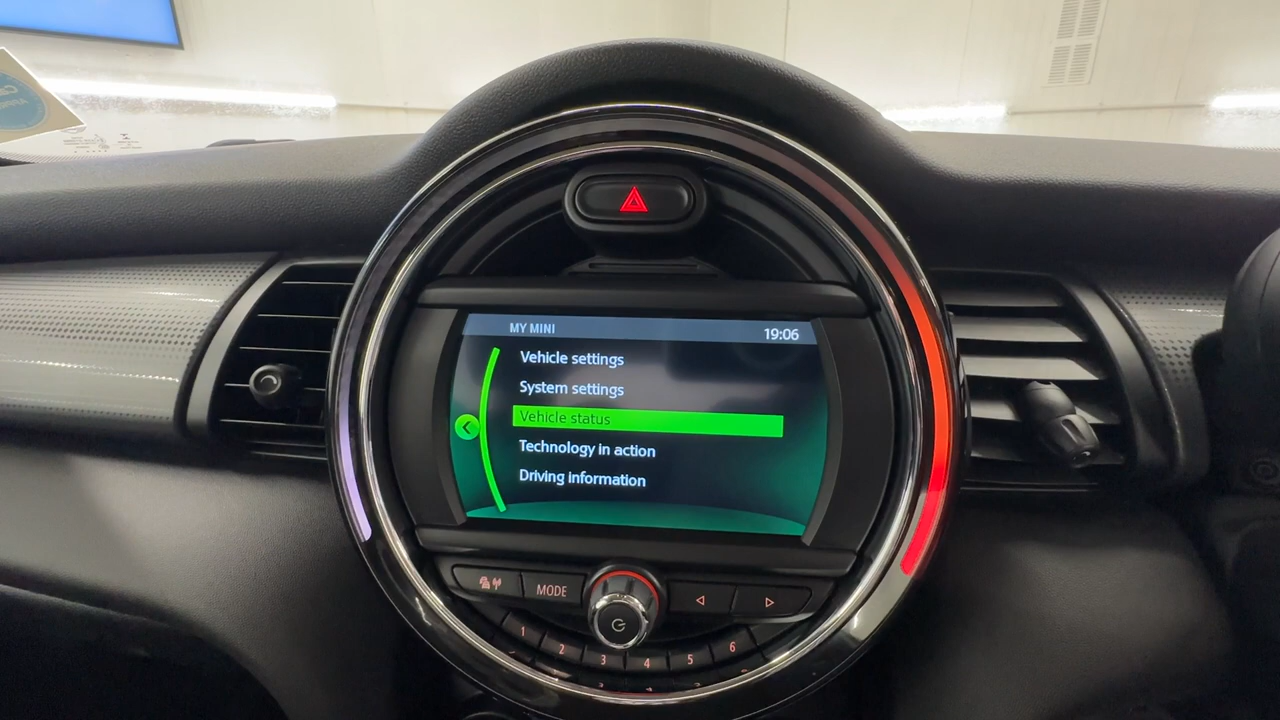 MY MINI 19:06
Vehicle settings
System settings
Vehicle status
Technology in action
Driving information
MODE
1 2 3 4 5 6